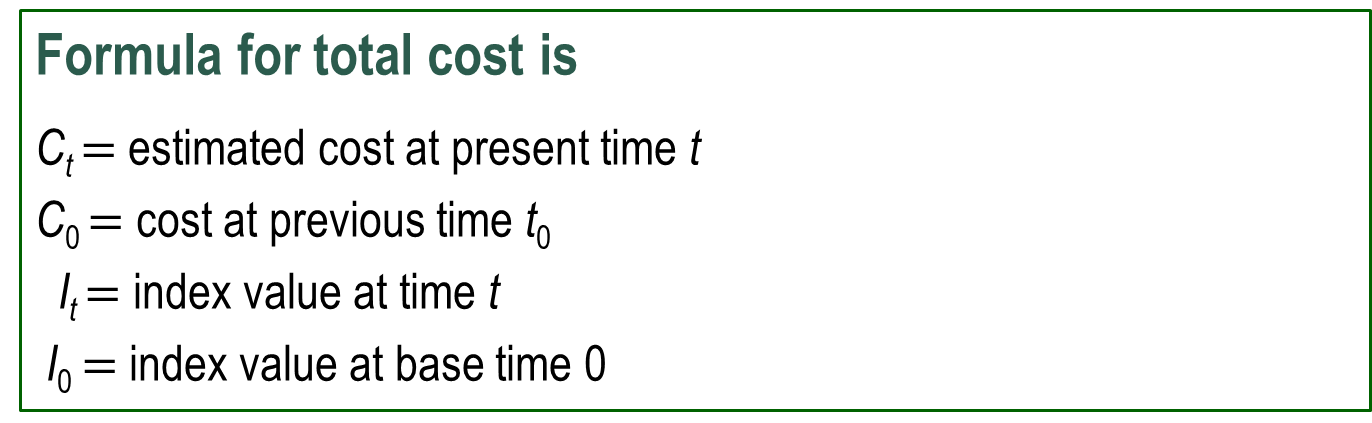 Formula for total cost is
Cₜ = estimated cost at present time t
C₀ = cost at previous time t₀
Iₜ = index value at time t
I₀ = index value at base time 0